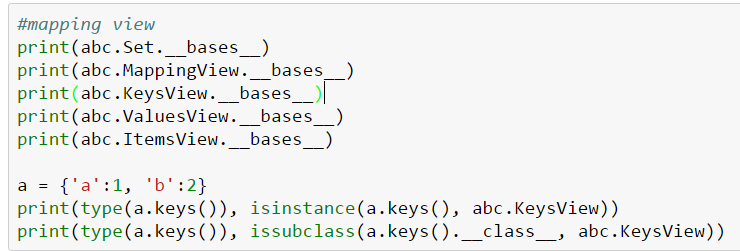 #mapping view
print(abc.Set.__bases__)
print(abc.MappingView.__bases__)
print(abc.KeysView.__bases__)
print(abc.ValuesView.__bases__)
print(abc.ItemsView.__bases__)
a = {'a':1, 'b':2}
print(type(a.keys()), isinstance(a.keys(), abc.KeysView))
print(type(a.keys()), issubclass(a.keys().__class__, abc.KeysView))